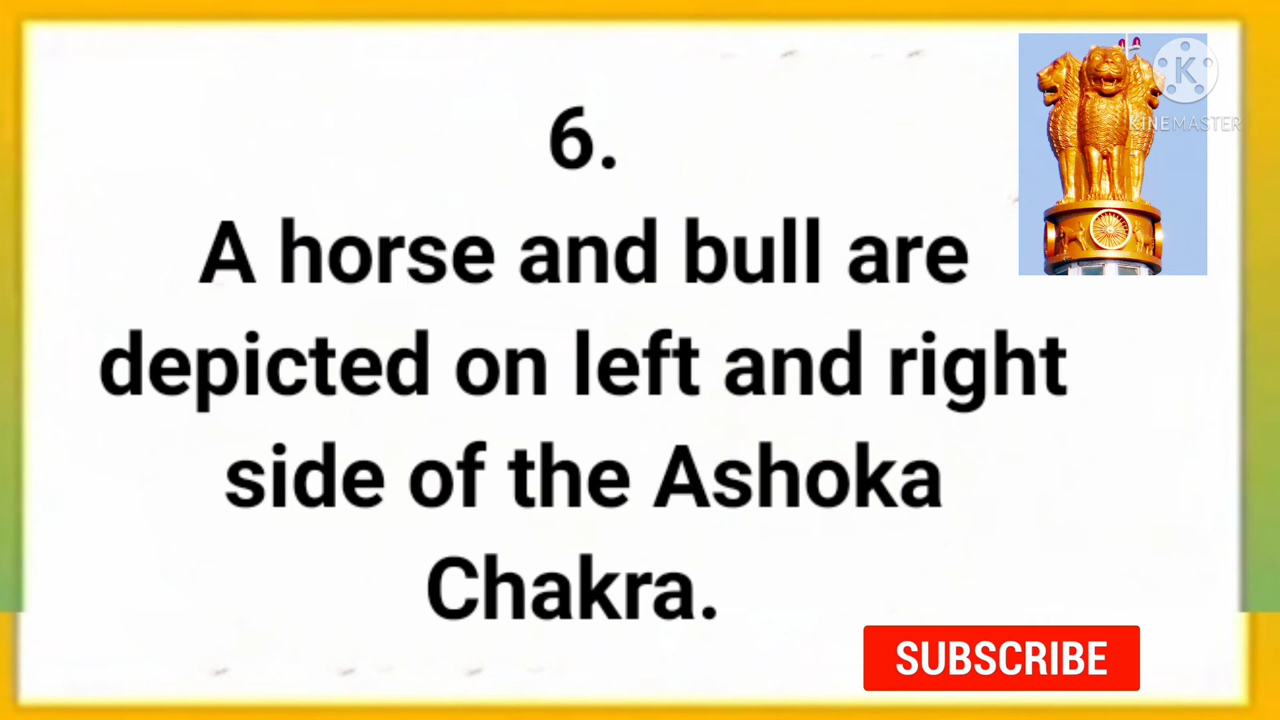 6.
A horse and bull are
depicted on left and right
side of the Ashoka
Chakra.
K
KINEMASTER
SUBSCRIBE